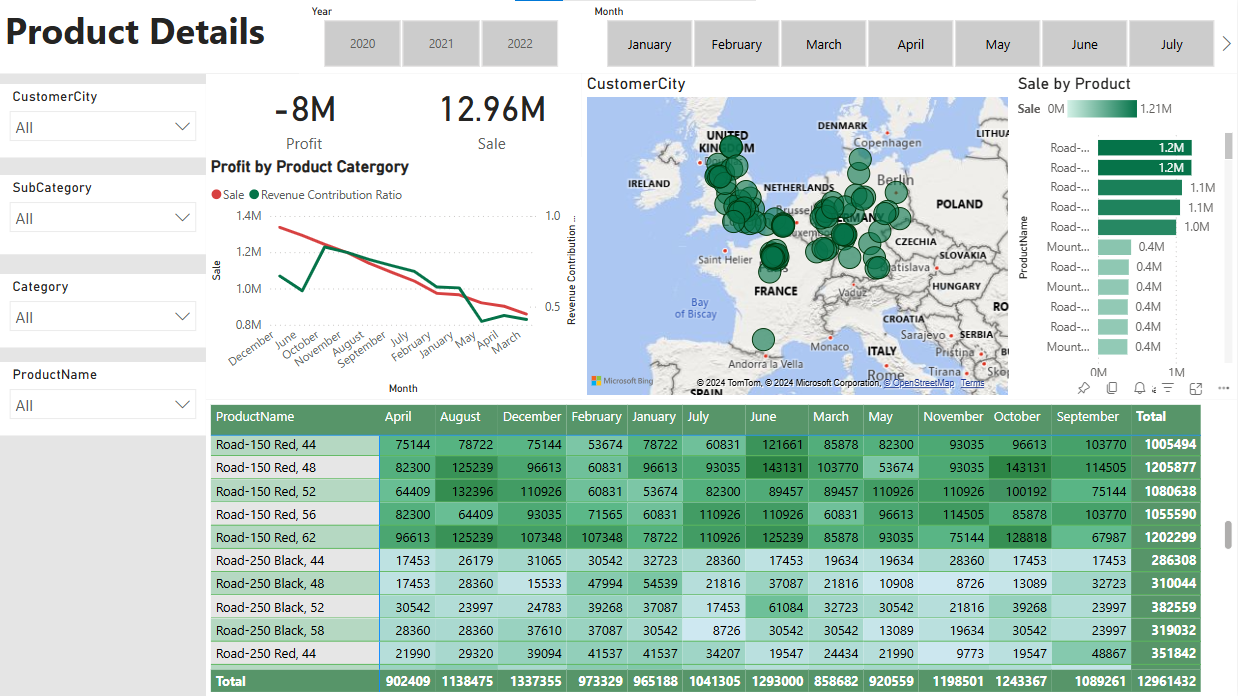 Product Details
Year
2020 2021 2022
Month
January February March April May June July
CustomerCity
All
SubCategory
All
Category
All
ProductName
All
-8M
Profit
12.96M
Sale
Profit by Product Catergory
Sale Revenue Contribution Ratio
1.4M
1.2M
1.0M
0.8M
Sale
1.0
0.5
Revenue Contribution...
December June October November August September July February January May April March
Month
CustomerCity
UNITED
KINGDOM
IRELAND
DENMARK
Copenhagen
LITHUA
NETHERLANDS
Berlin
POLAND
Brussel
GERMANY
Luxem
CZECHIA
SLOVAKIA
Bratislava
Saint Helier
Paris
FRANCE
Vaduz
HUNGARY
RO
Bay
of Biscay
CROATIA
Sarajevo
SERBIA
Monaco
ITALY
Pristina
BU
Andorra la Vella
Rome
Tirana
Skop
SPAIN
Microsoft Bing
© 2024 TomTom, © 2024 Microsoft Corporation, © OpenStreetMap Terms
Sale by Product
Sale 0M 1.21M
ProductName
Road-... 1.2M
Road-... 1.2M
Road-... 1.1M
Road-... 1.1M
Road-... 1.0M
Mount... 0.4M
Road-... 0.4M
Mount... 0.4M
Road-... 0.4M
Road-... 0.4M
Mount... 0.4M
0M 1M
ProductName April August December February January July June March May November October September Total
Road-150 Red, 44 75144 78722 75144 53674 78722 60831 121661 85878 82300 93035 96613 103770 1005494
Road-150 Red, 48 82300 125239 96613 60831 96613 93035 143131 103770 53674 93035 143131 114505 1205877
Road-150 Red, 52 64409 132396 110926 60831 53674 82300 89457 89457 110926 110926 100192 75144 1080638
Road-150 Red, 56 82300 64409 93035 71565 60831 110926 110926 60831 96613 114505 85878 103770 1055590
Road-150 Red, 62 96613 125239 107348 107348 78722 110926 125239 85878 93035 75144 128818 67987 1202299
Road-250 Black, 44 17453 26179 31065 30542 32723 28360 17453 19634 19634 28360 17453 17453 286308
Road-250 Black, 48 17453 28360 15533 47994 54539 21816 37087 21816 10908 8726 13089 32723 310044
Road-250 Black, 52 30542 23997 24783 39268 37087 17453 61084 32723 30542 21816 39268 23997 382559
Road-250 Black, 58 28360 28360 37610 37087 30542 8726 30542 30542 13089 19634 30542 23997 319032
Road-250 Red, 44 21990 29320 39094 41537 41537 34207 19547 24434 21990 9773 19547 48867 351842
Total 902409 1138475 1337355 973329 965188 1041305 1293000 858682 920559 1198501 1243367 1089261 12961432